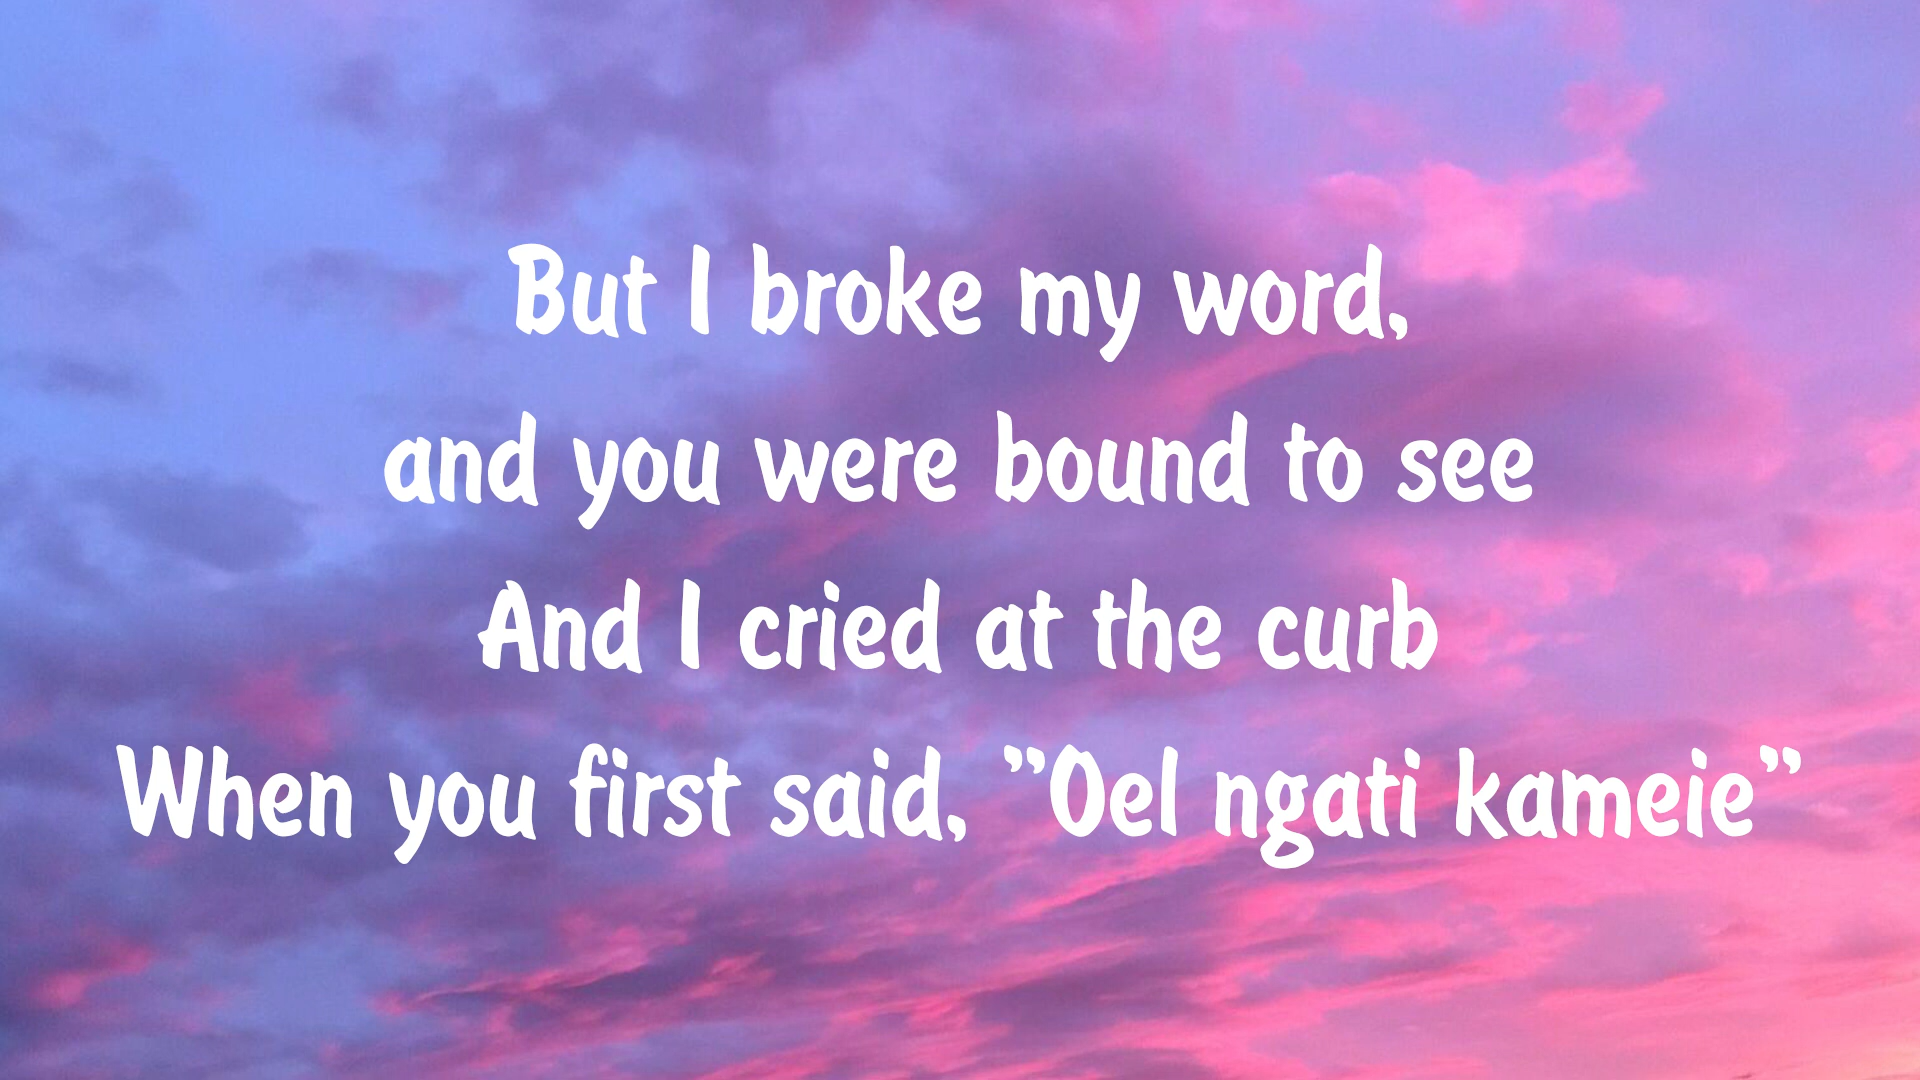 But I broke my word,
and you were bound to see
And I cried at the curb
When you first said, ”Oel ngati kameie”